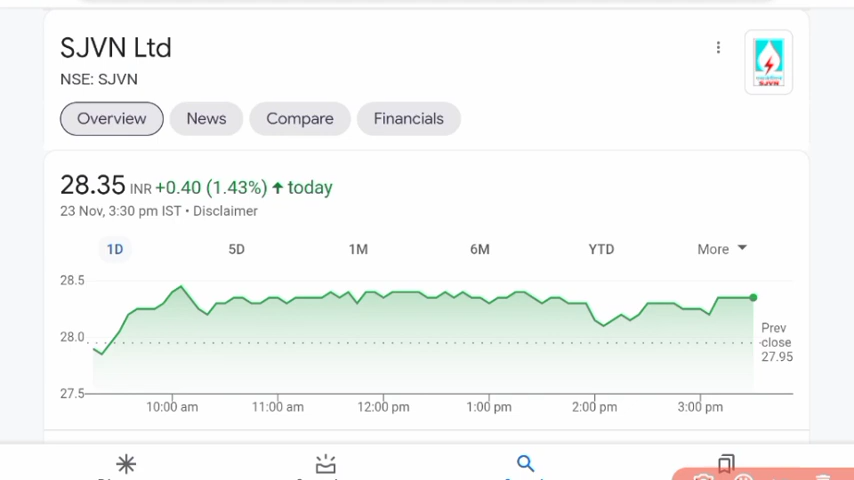 SJVN Ltd
NSE: SJVN
Overview News Compare Financials
28.35 INR +0.40 (1.43%) ↑ today
23 Nov, 3:30 pm IST • Disclaimer
1D 5D 1M 6M YTD More
28.5
28.0
27.5
Prev
close
27.95
10:00 am 11:00 am 12:00 pm 1:00 pm 2:00 pm 3:00 pm
SJVN